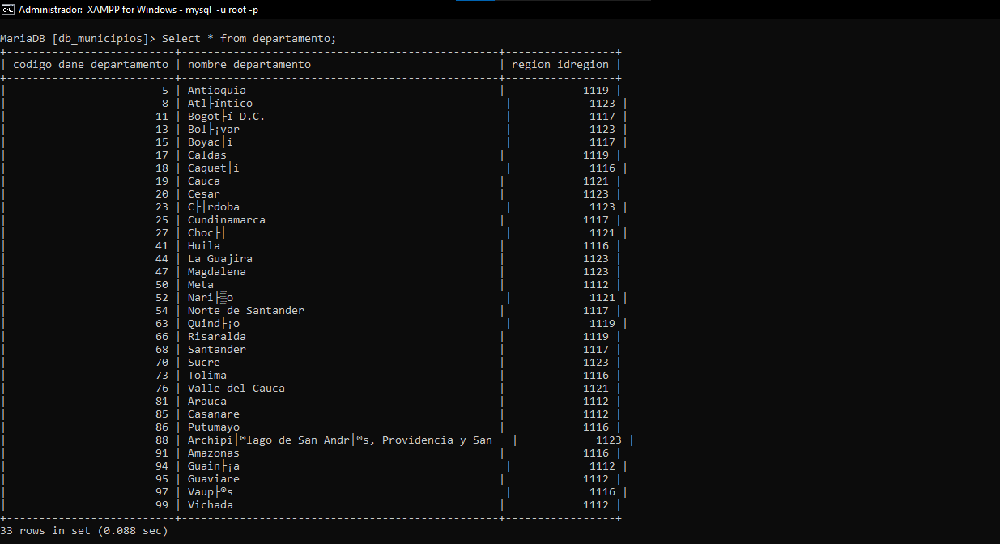 Administrador: XAMPP for Windows - mysql -u root -p
MariaDB [db_municipios]> Select * from departamento;
+--------------------------+------------------------------------------------+-----------------+
| codigo_dane_departamento | nombre_departamento | region_idregion |
+--------------------------+------------------------------------------------+-----------------+
| 5 | Antioquia | 1119 |
| 8 | Atl├íntico | 1123 |
| 11 | Bogot├í D.C. | 1117 |
| 13 | Bol├¡var | 1123 |
| 15 | Boyac├í | 1117 |
| 17 | Caldas | 1119 |
| 18 | Caquet├í | 1116 |
| 19 | Cauca | 1121 |
| 20 | Cesar | 1123 |
| 23 | C├│rdoba | 1123 |
| 25 | Cundinamarca | 1117 |
| 27 | Choc├│ | 1121 |
| 41 | Huila | 1116 |
| 44 | La Guajira | 1123 |
| 47 | Magdalena | 1123 |
| 50 | Meta | 1112 |
| 52 | Nari├▒o | 1121 |
| 54 | Norte de Santander | 1117 |
| 63 | Quind├¡o | 1119 |
| 66 | Risaralda | 1119 |
| 68 | Santander | 1117 |
| 70 | Sucre | 1123 |
| 73 | Tolima | 1116 |
| 76 | Valle del Cauca | 1121 |
| 81 | Arauca | 1112 |
| 85 | Casanare | 1112 |
| 86 | Putumayo | 1116 |
| 88 | Archipi├®lago de San Andr├®s, Providencia y San | 1123 |
| 91 | Amazonas | 1116 |
| 94 | Guain├¡a | 1112 |
| 95 | Guaviare | 1112 |
| 97 | Vaup├®s | 1116 |
| 99 | Vichada | 1112 |
+--------------------------+------------------------------------------------+-----------------+
33 rows in set (0.088 sec)